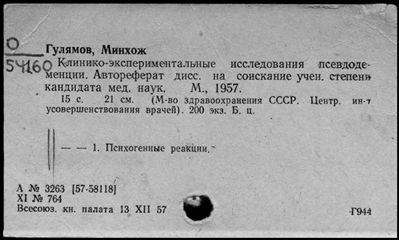 О
54160
Гулямов, Минхож
Клинико-экспериментальные исследования псевдоде-
менции. Автореферат дисс. на соискание учен. степени
кандидата мед. наук. М., 1957.
15 с. 21 см. (М-во здравоохранения СССР. Центр. ин-т
усовершенствования врачей). 200 экз. Б. ц.
— — 1. Психогенные реакции.
А № 3263 [57-58118]
XI № 764
Всесоюз. кн. палата 13 XII 57
Г944